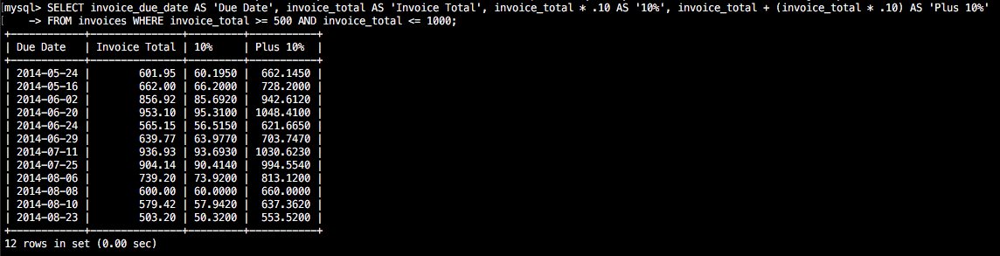 [mysql> SELECT invoice_due_date AS 'Due Date', invoice_total AS 'Invoice Total', invoice_total * .10 AS '10%', invoice_total + (invoice_total * .10) AS 'Plus 10%'
[    -> FROM invoices WHERE invoice_total >= 500 AND invoice_total <= 1000;
+------------+---------------+---------+-----------+
| Due Date   | Invoice Total | 10%     | Plus 10%  |
+------------+---------------+---------+-----------+
| 2014-05-24 |        601.95 | 60.1950 |  662.1450 |
| 2014-05-16 |        662.00 | 66.2000 |  728.2000 |
| 2014-06-02 |        856.92 | 85.6920 |  942.6120 |
| 2014-06-20 |        953.10 | 95.3100 | 1048.4100 |
| 2014-06-24 |        565.15 | 56.5150 |  621.6650 |
| 2014-06-29 |        639.77 | 63.9770 |  703.7470 |
| 2014-07-11 |        936.93 | 93.6930 | 1030.6230 |
| 2014-07-25 |        904.14 | 90.4140 |  994.5540 |
| 2014-08-06 |        739.20 | 73.9200 |  813.1200 |
| 2014-08-08 |        600.00 | 60.0000 |  660.0000 |
| 2014-08-10 |        579.42 | 57.9420 |  637.3620 |
| 2014-08-23 |        503.20 | 50.3200 |  553.5200 |
+------------+---------------+---------+-----------+
12 rows in set (0.00 sec)